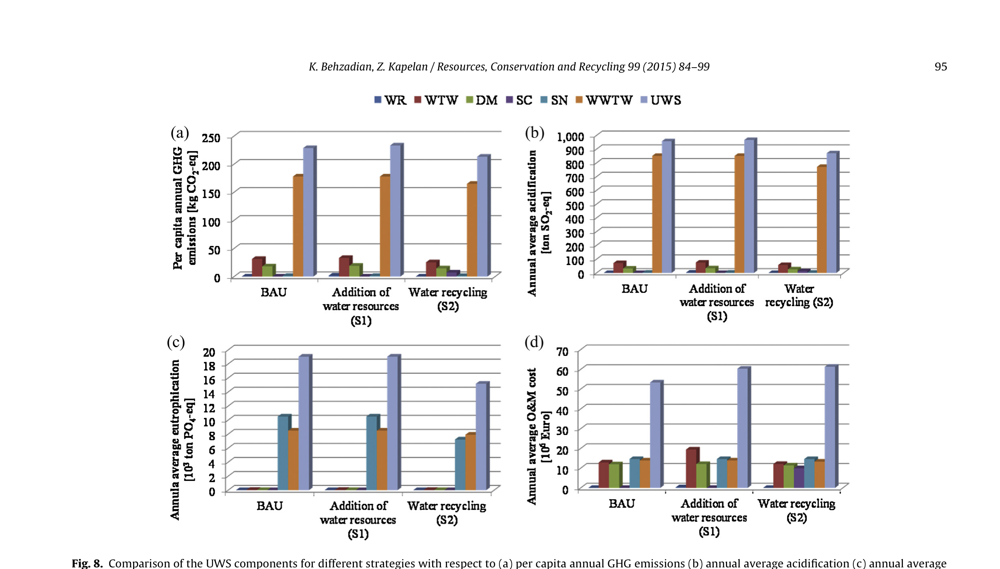 K. Behzadian, Z. Kapelan / Resources, Conservation and Recycling 99 (2015) 84–99
95
WR WTW DM SC SN WWTW UWS
(a)
Per capita annual GHG
emissions [kg CO2-eq]
250
200
150
100
50
0
BAU
Addition of
water resources
(S1)
Water recycling
(S2)
(b)
Annual average acidification
[ton SO2-eq]
1,000
900
800
700
600
500
400
300
200
100
0
BAU
Addition of
water resources
(S1)
Water
recycling (S2)
(c)
Annula average eutrophication
[10³ ton PO4-eq]
20
18
16
14
12
10
8
6
4
2
0
BAU
Addition of
water resources
(S1)
Water recycling
(S2)
(d)
Annual average O&M cost
[10⁶ Euro]
70
60
50
40
30
20
10
0
BAU
Addition of
water resources
(S1)
Water recycling
(S2)
Fig. 8. Comparison of the UWS components for different strategies with respect to (a) per capita annual GHG emissions (b) annual average acidification (c) annual average